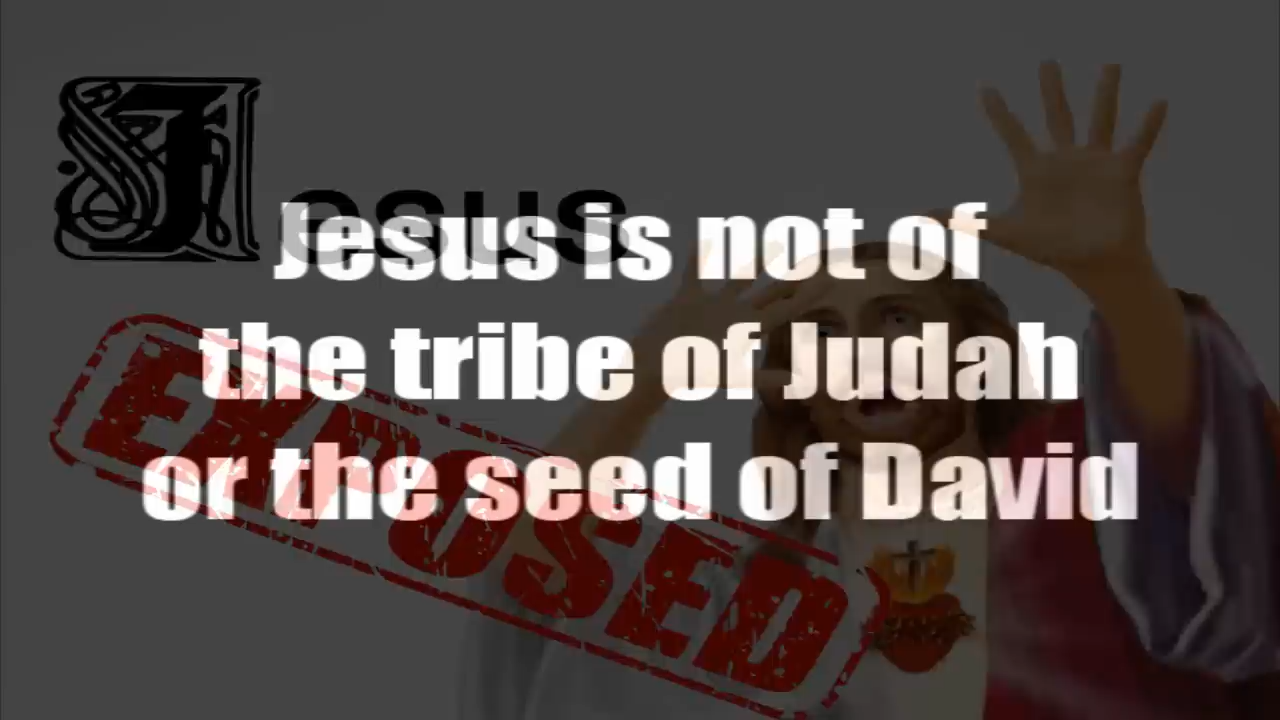 Jesus
Jesus is not of
the tribe of Judah
or the seed of David
EXPOSED